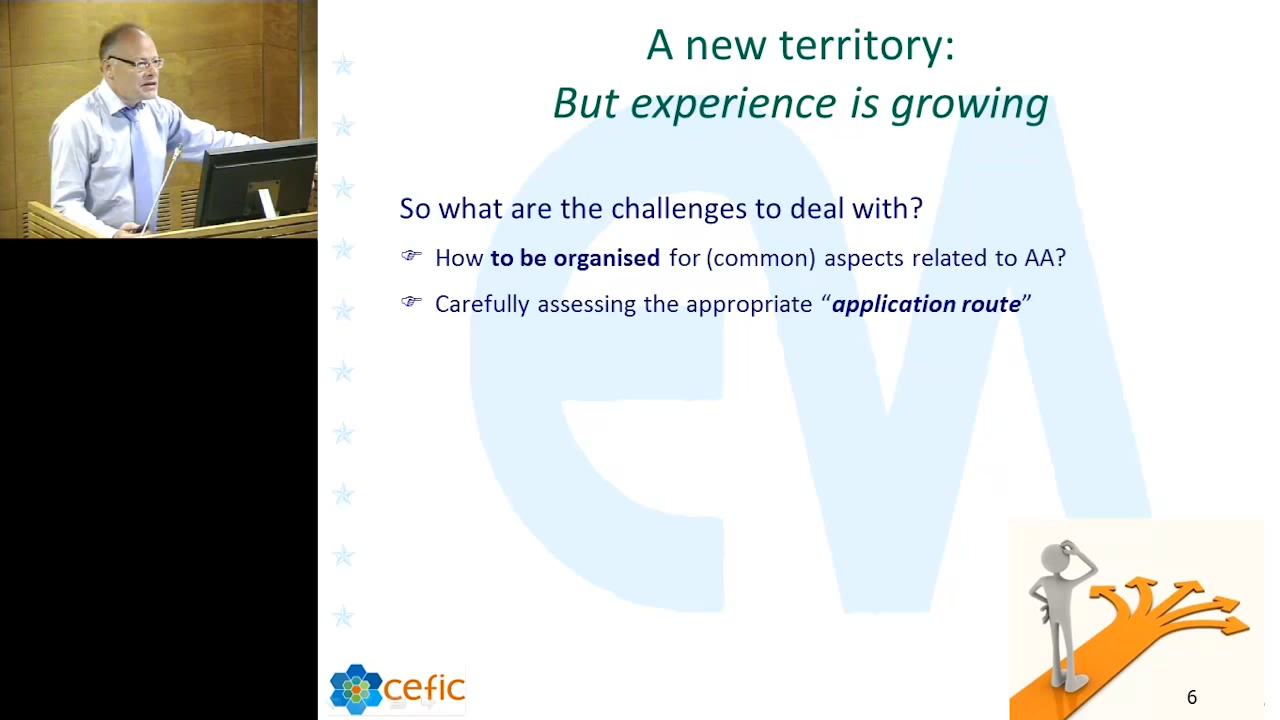 A new territory:
But experience is growing
So what are the challenges to deal with?
How to be organised for (common) aspects related to AA?
Carefully assessing the appropriate “application route”
EM
cefic
6